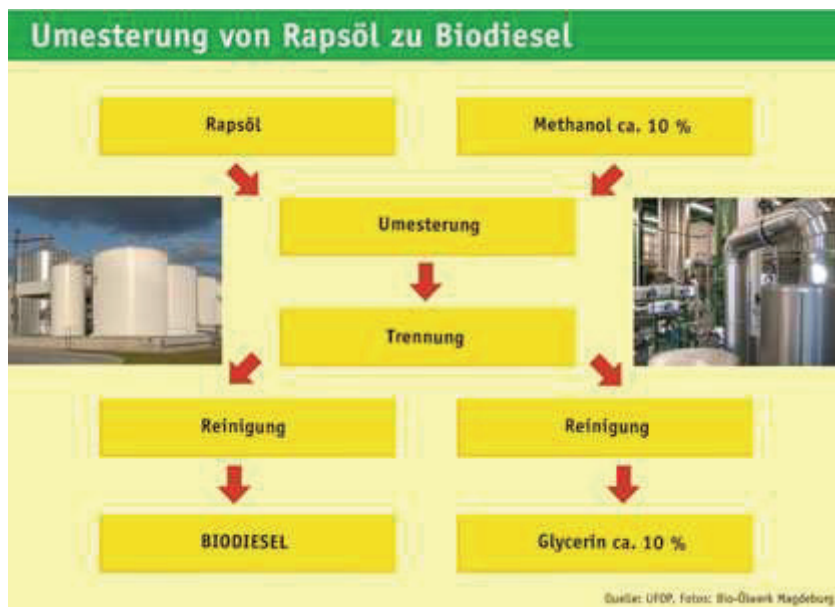 Umesterung von Rapsöl zu Biodiesel
Rapsöl
Methanol ca. 10 %
Umesterung
Trennung
Reinigung
Reinigung
BIODIESEL
Glycerin ca. 10 %
Quelle: UFOP, Fotos: Bio-Ölwerk Magdeburg